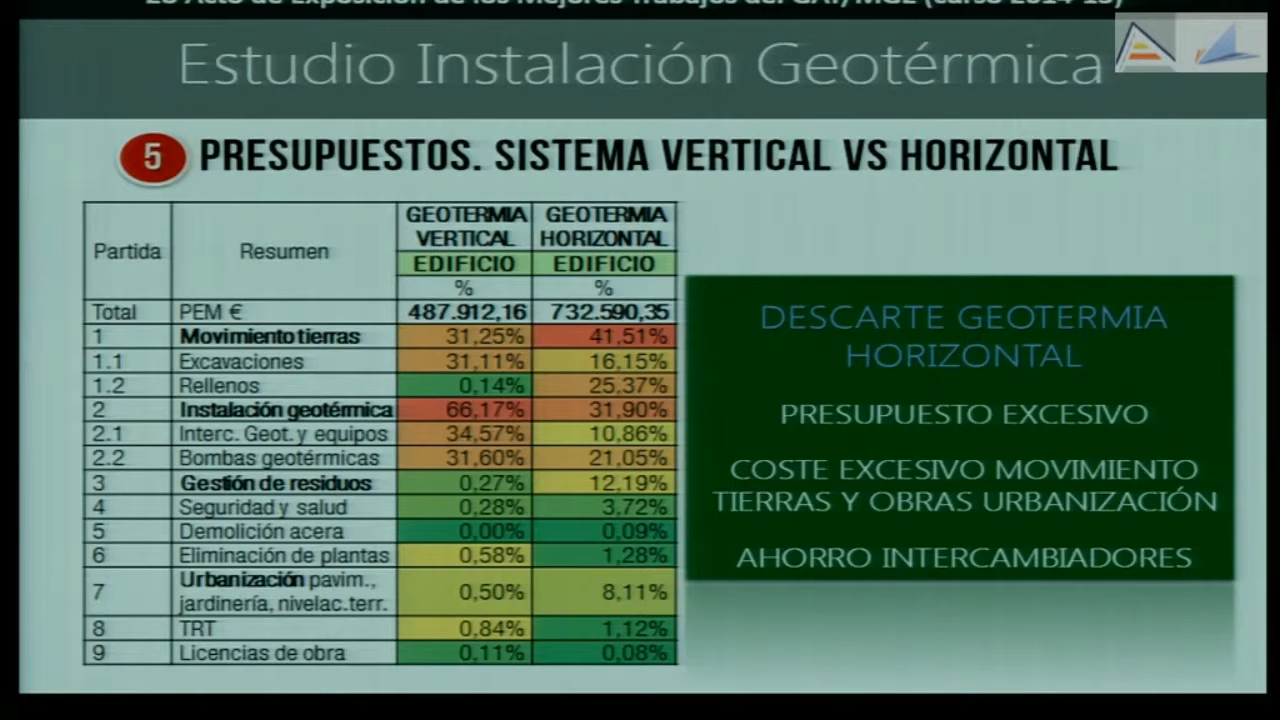 Estudio Instalación Geotérmica
5 PRESUPUESTOS. SISTEMA VERTICAL VS HORIZONTAL
Partida Resumen GEOTERMIA VERTICAL GEOTERMIA HORIZONTAL
EDIFICIO EDIFICIO
% %
Total PEM € 487.912,16 732.590,35
1 Movimiento tierras 31,25% 41,51%
1.1 Excavaciones 31,11% 16,15%
1.2 Rellenos 0,14% 25,37%
2 Instalación geotérmica 66,17% 31,90%
2.1 Interc. Geot. y equipos 34,57% 10,86%
2.2 Bombas geotérmicas 31,60% 21,05%
3 Gestión de residuos 0,27% 12,19%
4 Seguridad y salud 0,28% 3,72%
5 Demolición acera 0,00% 0,09%
6 Eliminación de plantas 0,58% 1,28%
7 Urbanización pavim., jardinería, nivelac.terr. 0,50% 8,11%
8 TRT 0,84% 1,12%
9 Licencias de obra 0,11% 0,08%
DESCARTE GEOTERMIA
HORIZONTAL
PRESUPUESTO EXCESIVO
COSTE EXCESIVO MOVIMIENTO
TIERRAS Y OBRAS URBANIZACIÓN
AHORRO INTERCAMBIADORES